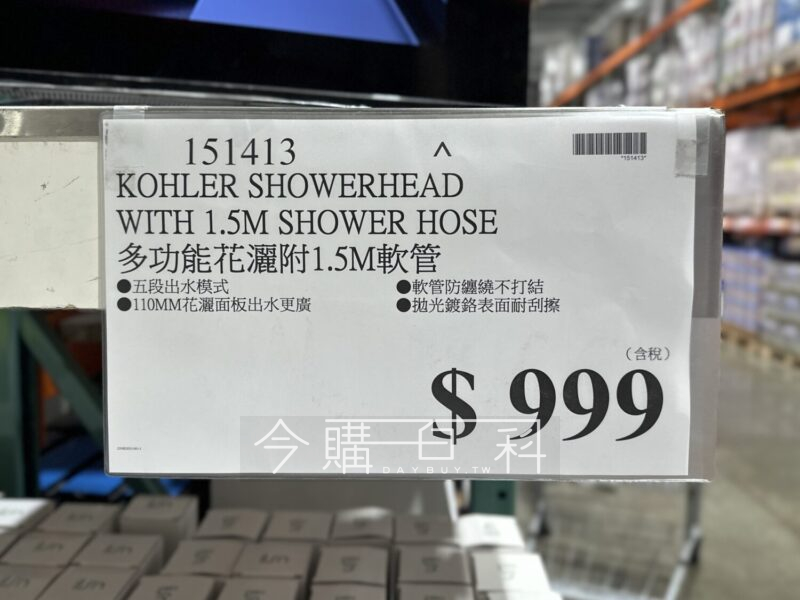 151413
^
*151413*
KOHLER SHOWERHEAD
WITH 1.5M SHOWER HOSE
多功能花灑附1.5M軟管
●五段出水模式
●軟管防纏繞不打結
●110MM花灑面板出水更廣
●拋光鍍鉻表面耐刮擦
(含稅)
$ 999
今購百科
DAYBUY.TW